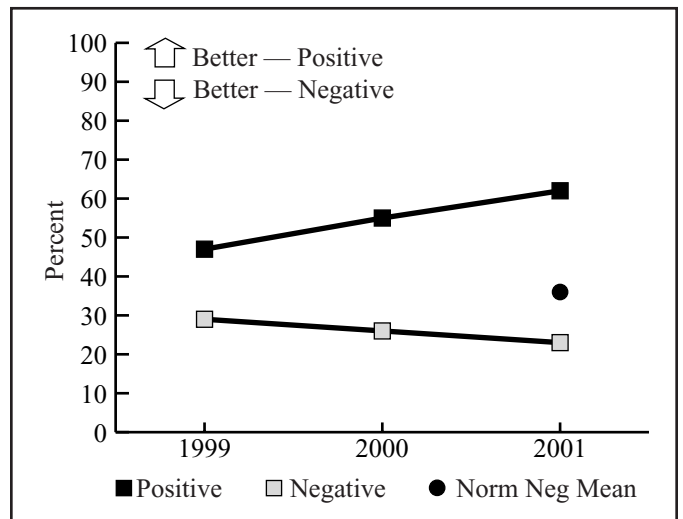 Better — Positive
Better — Negative
Percent
100
90
80
70
60
50
40
30
20
10
0
1999 2000 2001
Positive Negative Norm Neg Mean